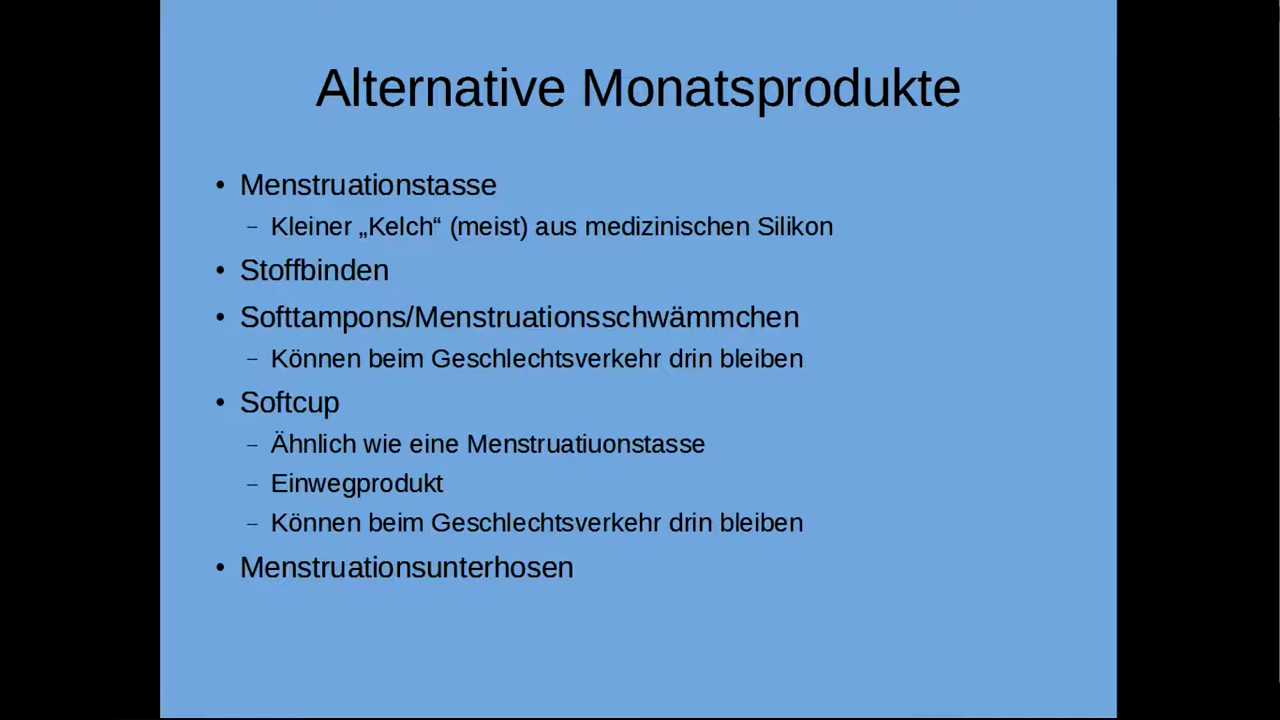 Alternative Monatsprodukte
• Menstruationstasse
– Kleiner „Kelch“ (meist) aus medizinischen Silikon
• Stoffbinden
• Softtampons/Menstruationsschwämmchen
– Können beim Geschlechtsverkehr drin bleiben
• Softcup
– Ähnlich wie eine Menstruatiuonstasse
– Einwegprodukt
– Können beim Geschlechtsverkehr drin bleiben
• Menstruationsunterhosen